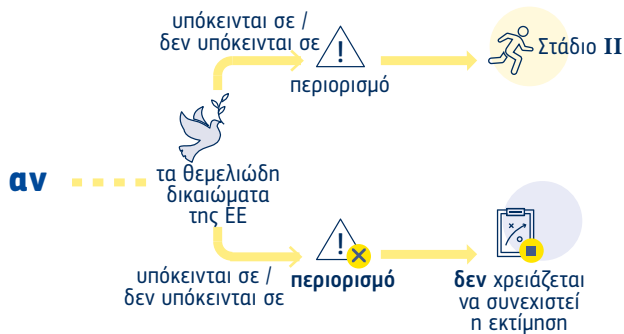 υπόκεινται σε /
δεν υπόκεινται σε
περιορισμό
Στάδιο II
αν
τα θεμελιώδη
δικαιώματα
της ΕΕ
υπόκεινται σε /
δεν υπόκεινται σε
περιορισμό
δεν χρειάζεται
να συνεχιστεί
η εκτίμηση